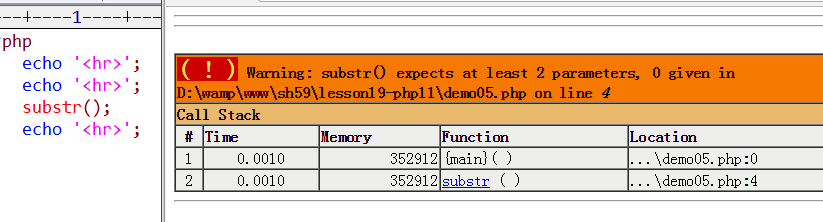 ----+----1----+---
?php
echo '<hr>';
echo '<hr>';
substr();
echo '<hr>';
( ! ) Warning: substr() expects at least 2 parameters, 0 given in
D:\wamp\www\sh59\lesson19-php11\demo05.php on line 4
Call Stack
# Time Memory Function Location
1 0.0010 352912 {main}( ) ...\demo05.php:0
2 0.0010 352912 substr ( ) ...\demo05.php:4